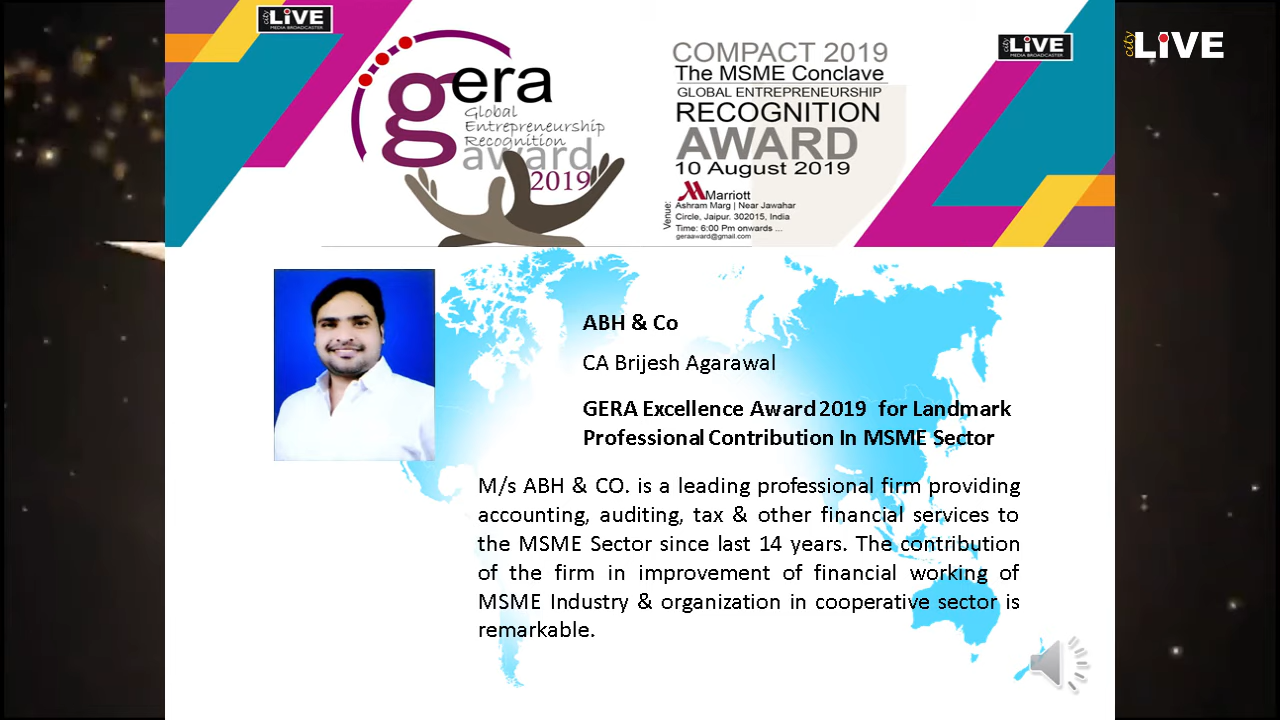 city LiVE
MEDIA BROADCASTER
gera
Global
Entrepreneurship
Recognition
award
2019
COMPACT 2019
The MSME Conclave
GLOBAL ENTREPRENEURSHIP
RECOGNITION
AWARD
10 August 2019
Marriott
Venue:
Ashram Marg | Near Jawahar
Circle, Jaipur. 302015, India
Time: 6:00 Pm onwards ...
geraaward@gmail.com
city LiVE
MEDIA BROADCASTER
city LiVE
ABH & Co
CA Brijesh Agarawal
GERA Excellence Award 2019 for Landmark
Professional Contribution In MSME Sector
M/s ABH & CO. is a leading professional firm providing
accounting, auditing, tax & other financial services to
the MSME Sector since last 14 years. The contribution
of the firm in improvement of financial working of
MSME Industry & organization in cooperative sector is
remarkable.